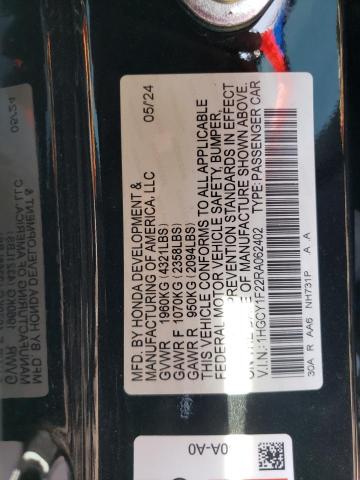 MFD. BY HONDA DEVELOPMENT &
MANUFACTURING OF AMERICA, LLC 05/24
GVWR 1960KG (4321LBS)
GAWR F 1070KG (2358LBS)
GAWR R 950KG (2094LBS)
THIS VEHICLE CONFORMS TO ALL APPLICABLE
FEDERAL MOTOR VEHICLE SAFETY, BUMPER,
PREVENTION STANDARDS IN EFFECT
OF MANUFACTURE SHOWN ABOVE.
V.I.N.: 1HGCY1F22RA062402 TYPE: PASSENGER CAR
30A R AA6 NH731P A A
0A-A0